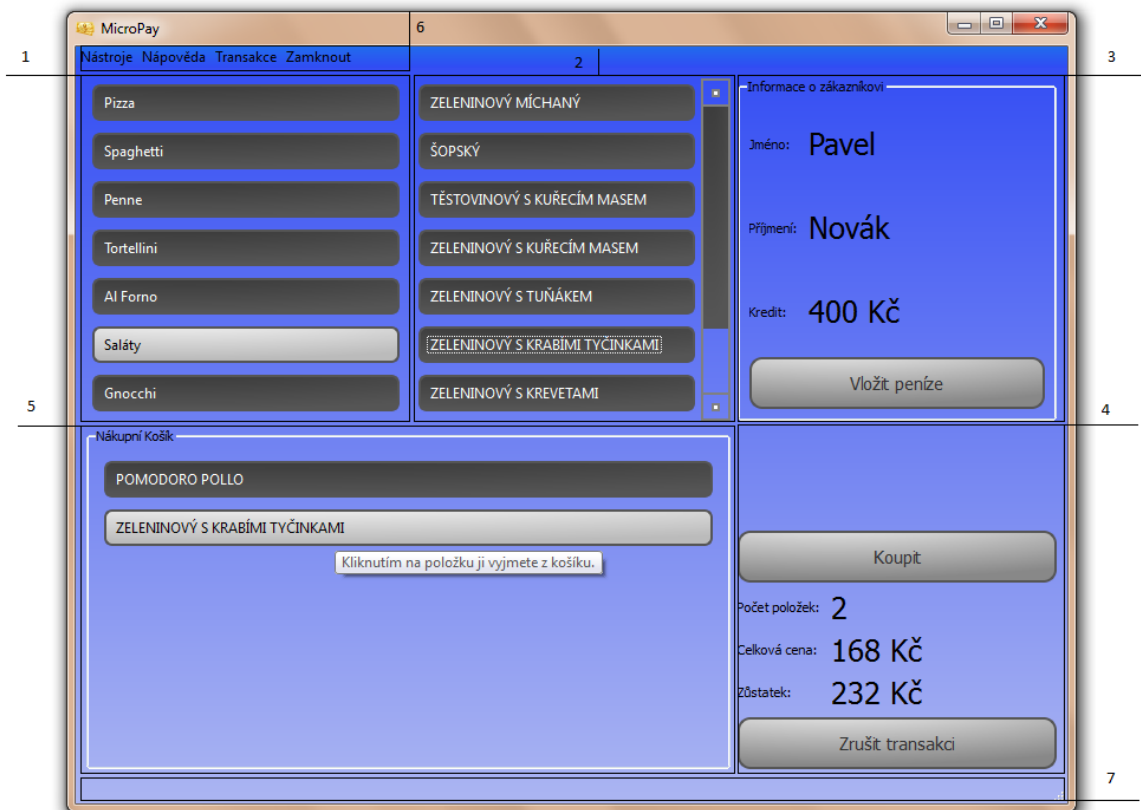 MicroPay
6
1
Nástroje Nápověda Transakce Zamknout
2
3
Pizza
Spaghetti
Penne
Tortellini
Al Forno
Saláty
Gnocchi
ZELENINOVÝ MÍCHANÝ
ŠOPSKÝ
TĚSTOVINOVÝ S KUŘECÍM MASEM
ZELENINOVÝ S KUŘECÍM MASEM
ZELENINOVÝ S TUŇÁKEM
ZELENINOVÝ S KRABÍMI TYČINKAMI
ZELENINOVÝ S KREVETAMI
Informace o zákazníkovi
Jméno: Pavel
Příjmení: Novák
Kredit: 400 Kč
Vložit peníze
5
4
Nákupní Košík
POMODORO POLLO
ZELENINOVÝ S KRABÍMI TYČINKAMI
Kliknutím na položku ji vyjmete z košíku.
Koupit
Počet položek: 2
Celková cena: 168 Kč
Zůstatek: 232 Kč
Zrušit transakci
7